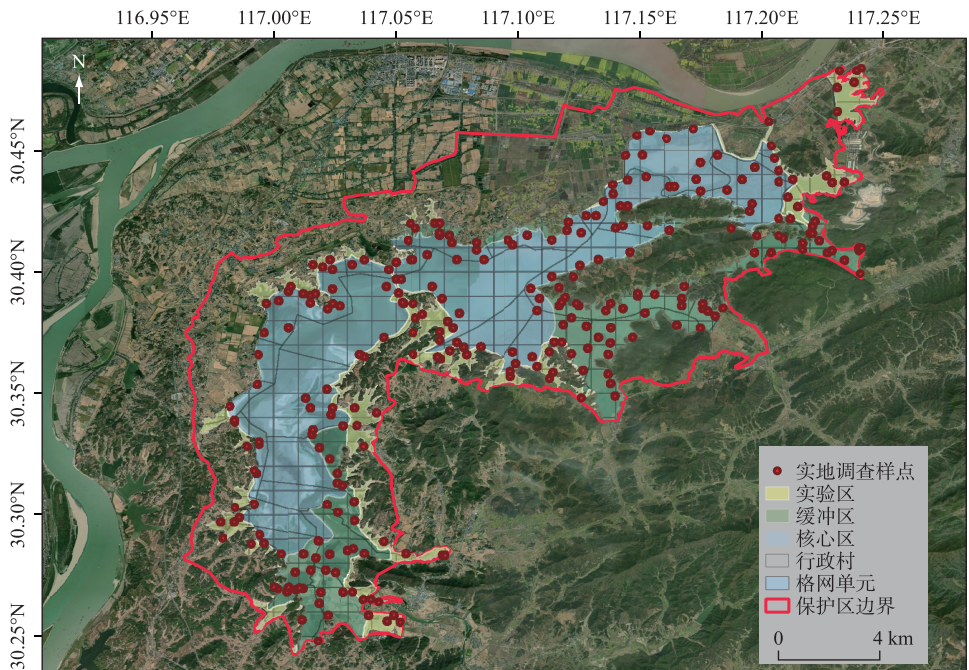 116.95°E 117.00°E 117.05°E 117.10°E 117.15°E 117.20°E 117.25°E
N
30.45°N
30.40°N
30.35°N
30.30°N
30.25°N
实地调查样点
实验区
缓冲区
核心区
行政村
格网单元
保护区边界
0 4 km